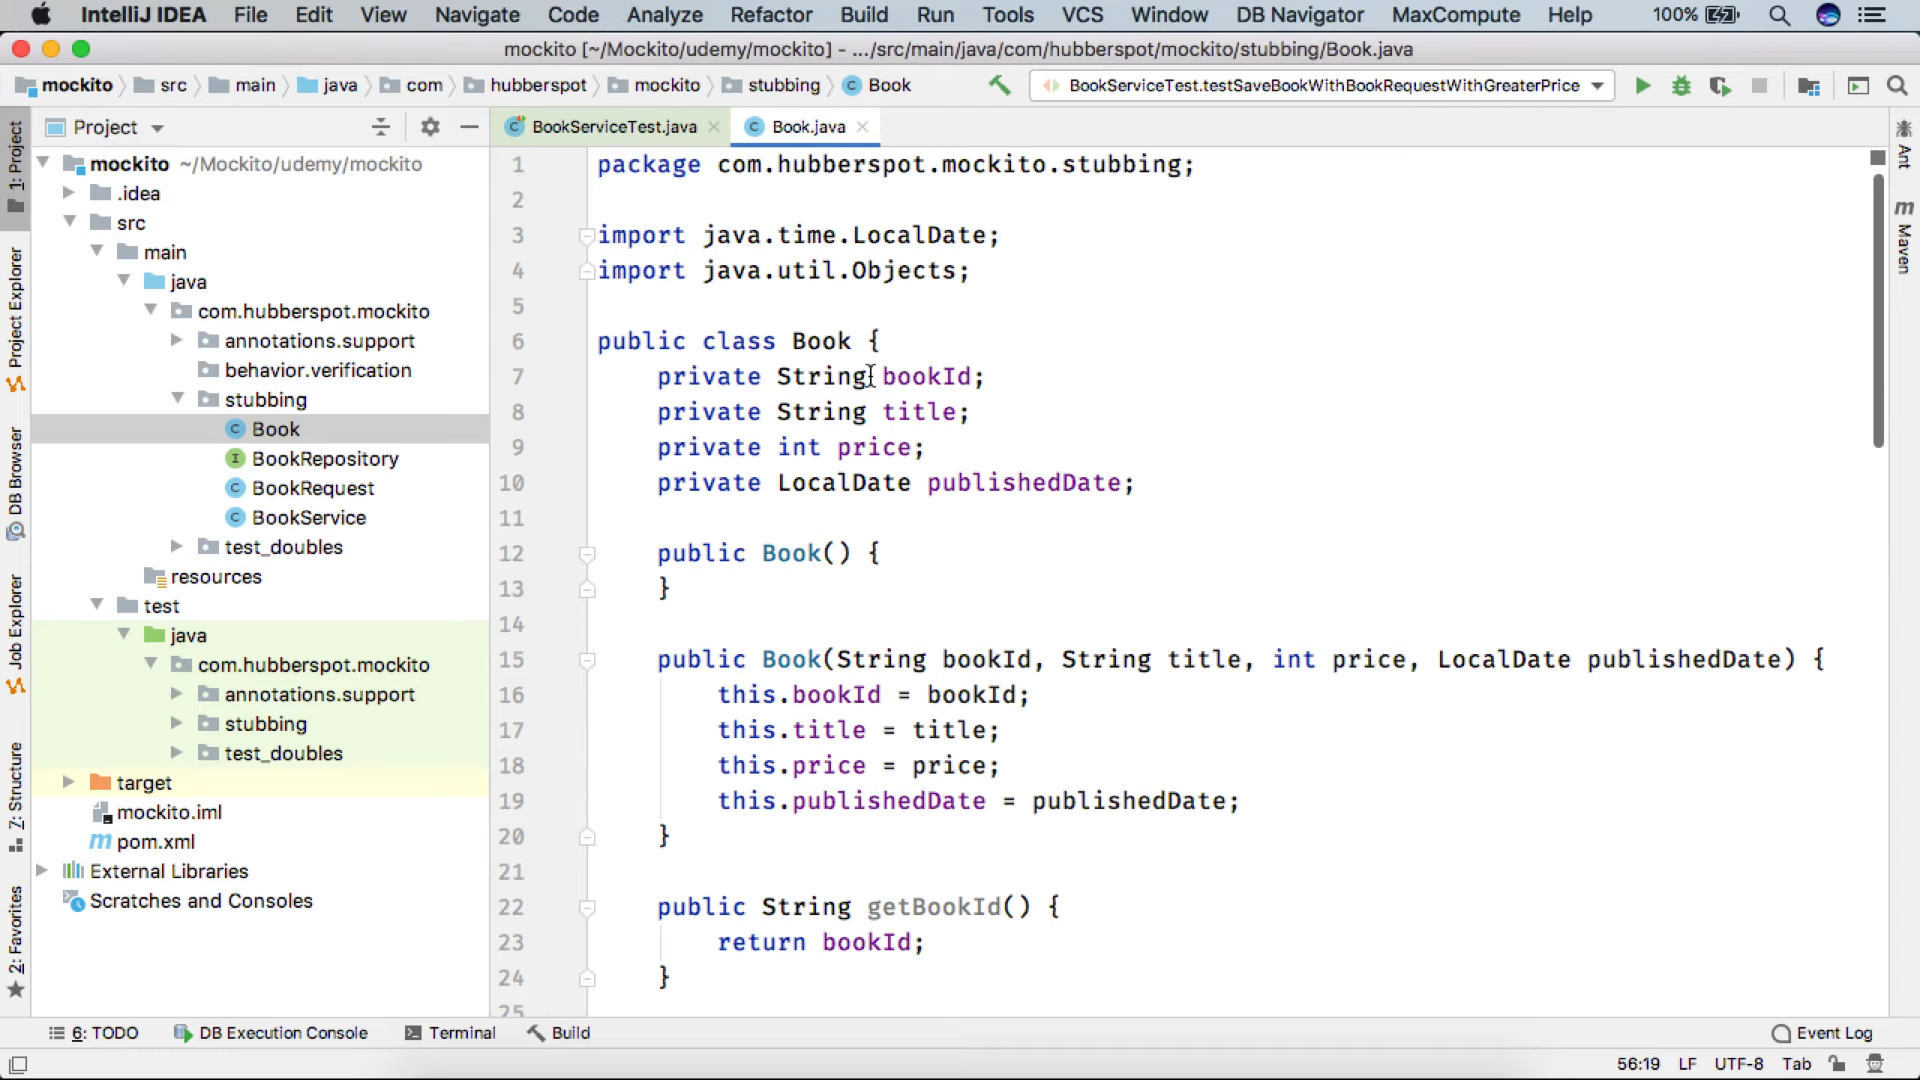 IntelliJ IDEA File Edit View Navigate Code Analyze Refactor Build Run Tools VCS Window DB Navigator MaxCompute Help 100%
mockito [~/Mockito/udemy/mockito] - .../src/main/java/com/hubberspot/mockito/stubbing/Book.java
mockito src main java com hubberspot mockito stubbing Book BookServiceTest.testSaveBookWithBookRequestWithGreaterPrice
Project
BookServiceTest.java
Book.java
1: Project
Project Explorer
DB Browser
Job Explorer
7: Structure
2: Favorites
mockito ~/Mockito/udemy/mockito
.idea
src
main
java
com.hubberspot.mockito
annotations.support
behavior.verification
stubbing
Book
BookRepository
BookRequest
BookService
test_doubles
resources
test
java
com.hubberspot.mockito
annotations.support
stubbing
test_doubles
target
mockito.iml
pom.xml
External Libraries
Scratches and Consoles
1 package com.hubberspot.mockito.stubbing;
2
3 import java.time.LocalDate;
4 import java.util.Objects;
5
6 public class Book {
7 private String bookId;
8 private String title;
9 private int price;
10 private LocalDate publishedDate;
11
12 public Book() {
13 }
14
15 public Book(String bookId, String title, int price, LocalDate publishedDate) {
16 this.bookId = bookId;
17 this.title = title;
18 this.price = price;
19 this.publishedDate = publishedDate;
20 }
21
22 public String getBookId() {
23 return bookId;
24 }
25
Ant
Maven
6: TODO DB Execution Console Terminal Build Event Log
56:19 LF UTF-8 Tab